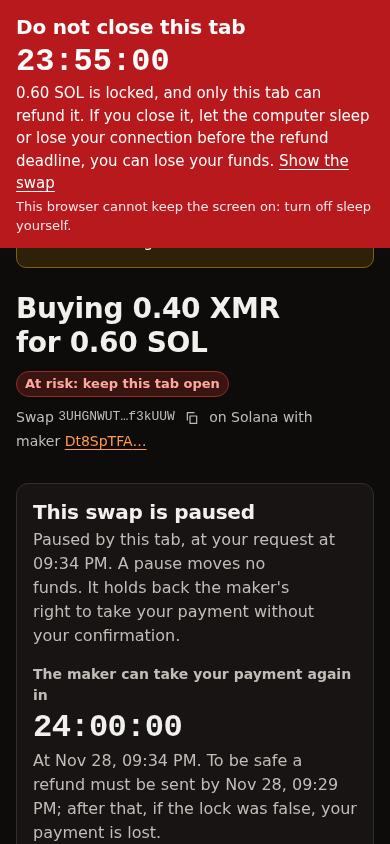 Do not close this tab
23:55:00
0.60 SOL is locked, and only this tab can
refund it. If you close it, let the computer sleep
or lose your connection before the refund
deadline, you can lose your funds. Show the
swap
This browser cannot keep the screen on: turn off sleep
yourself.
Buying 0.40 XMR
for 0.60 SOL
At risk: keep this tab open
Swap 3UHGNWUT…f3kUUW on Solana with
maker Dt8SpTFA…
This swap is paused
Paused by this tab, at your request at
09:34 PM. A pause moves no
funds. It holds back the maker's
right to take your payment without
your confirmation.
The maker can take your payment again
in
24:00:00
At Nov 28, 09:34 PM. To be safe a
refund must be sent by Nov 28, 09:29
PM; after that, if the lock was false, your
payment is lost.